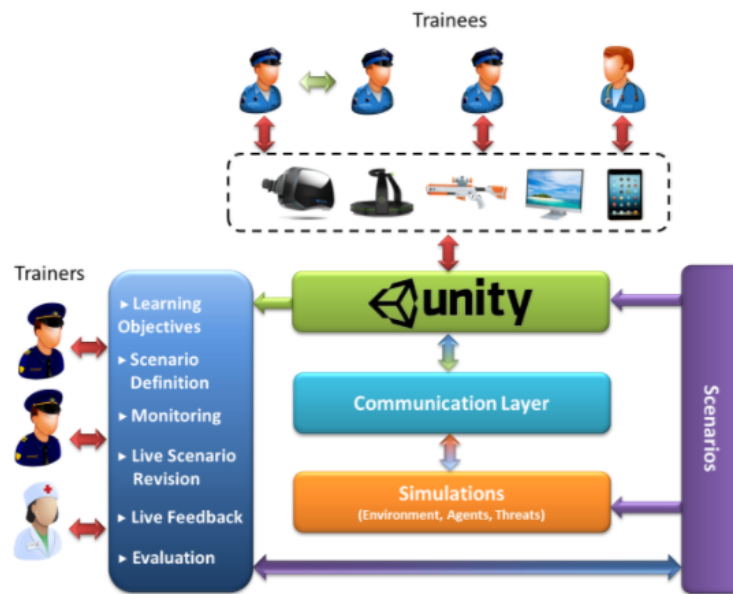 Trainees
Trainers
▸ Learning
Objectives
▸ Scenario
Definition
▸ Monitoring
▸ Live Scenario
Revision
▸ Live Feedback
▸ Evaluation
unity
Communication Layer
Simulations
(Environment, Agents, Threats)
Scenarios